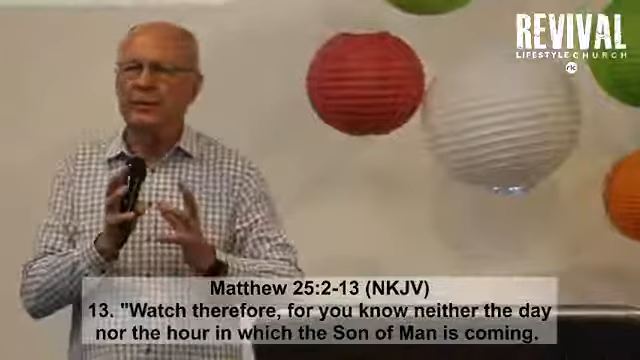 REVIVAL
LIFESTYLE CHURCH
rk
Matthew 25:2-13 (NKJV)
13. "Watch therefore, for you know neither the day
nor the hour in which the Son of Man is coming.